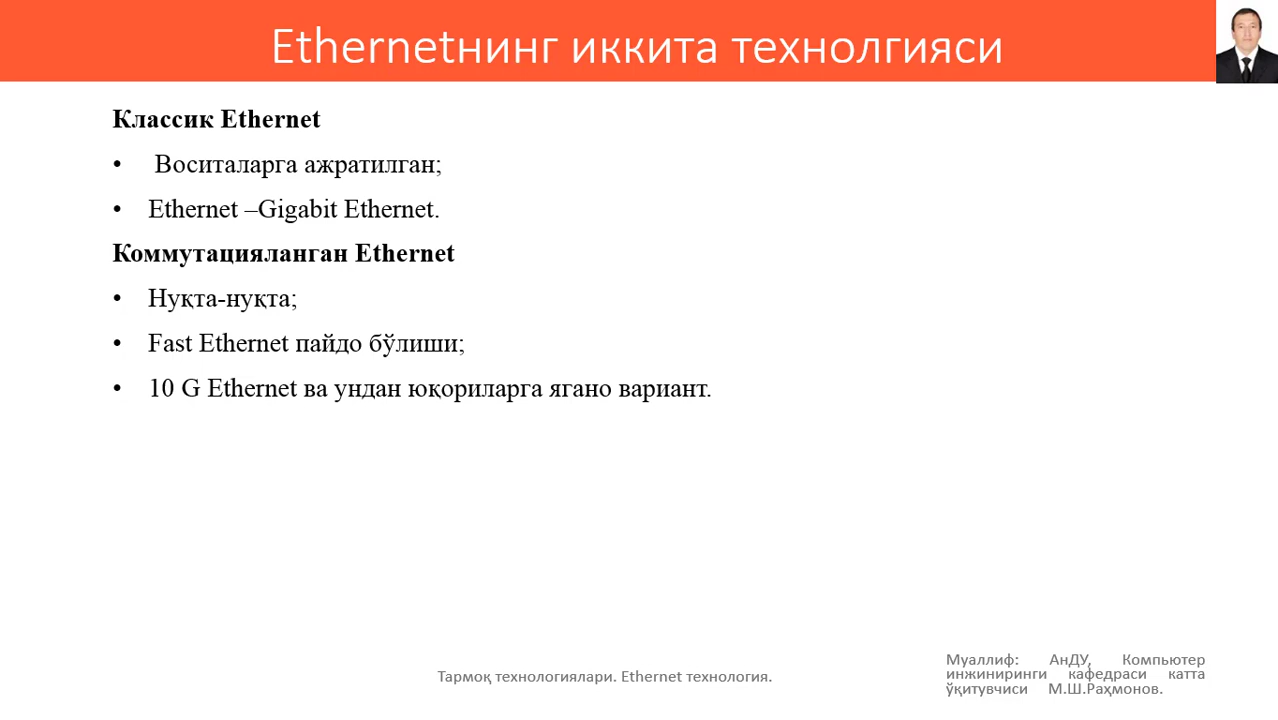 Ethernetнинг иккита технолгияси
Классик Ethernet
• Воситаларга ажратилган;
• Ethernet –Gigabit Ethernet.
Коммутацияланган Ethernet
• Нуқта-нуқта;
• Fast Ethernet пайдо бўлиши;
• 10 G Ethernet ва ундан юқориларга ягано вариант.
Тармоқ технологиялари. Ethernet технология.
Муаллиф: АнДУ, Компьютер
инжиниринги кафедраси катта
ўқитувчиси М.Ш.Раҳмонов.